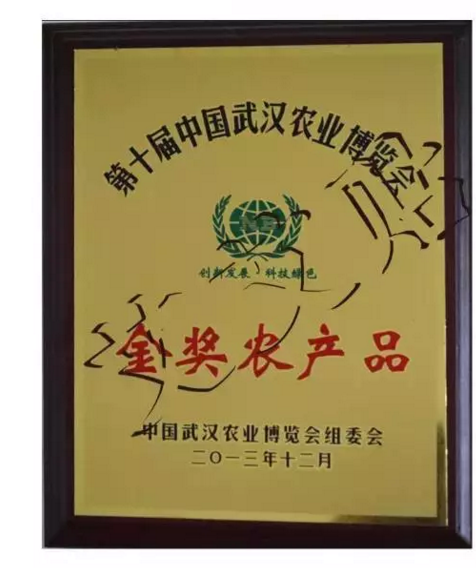 第十届中国武汉农业博览会
创新发展 科技绿色
金奖农产品
中国武汉农业博览会组委会
二〇一三年十二月